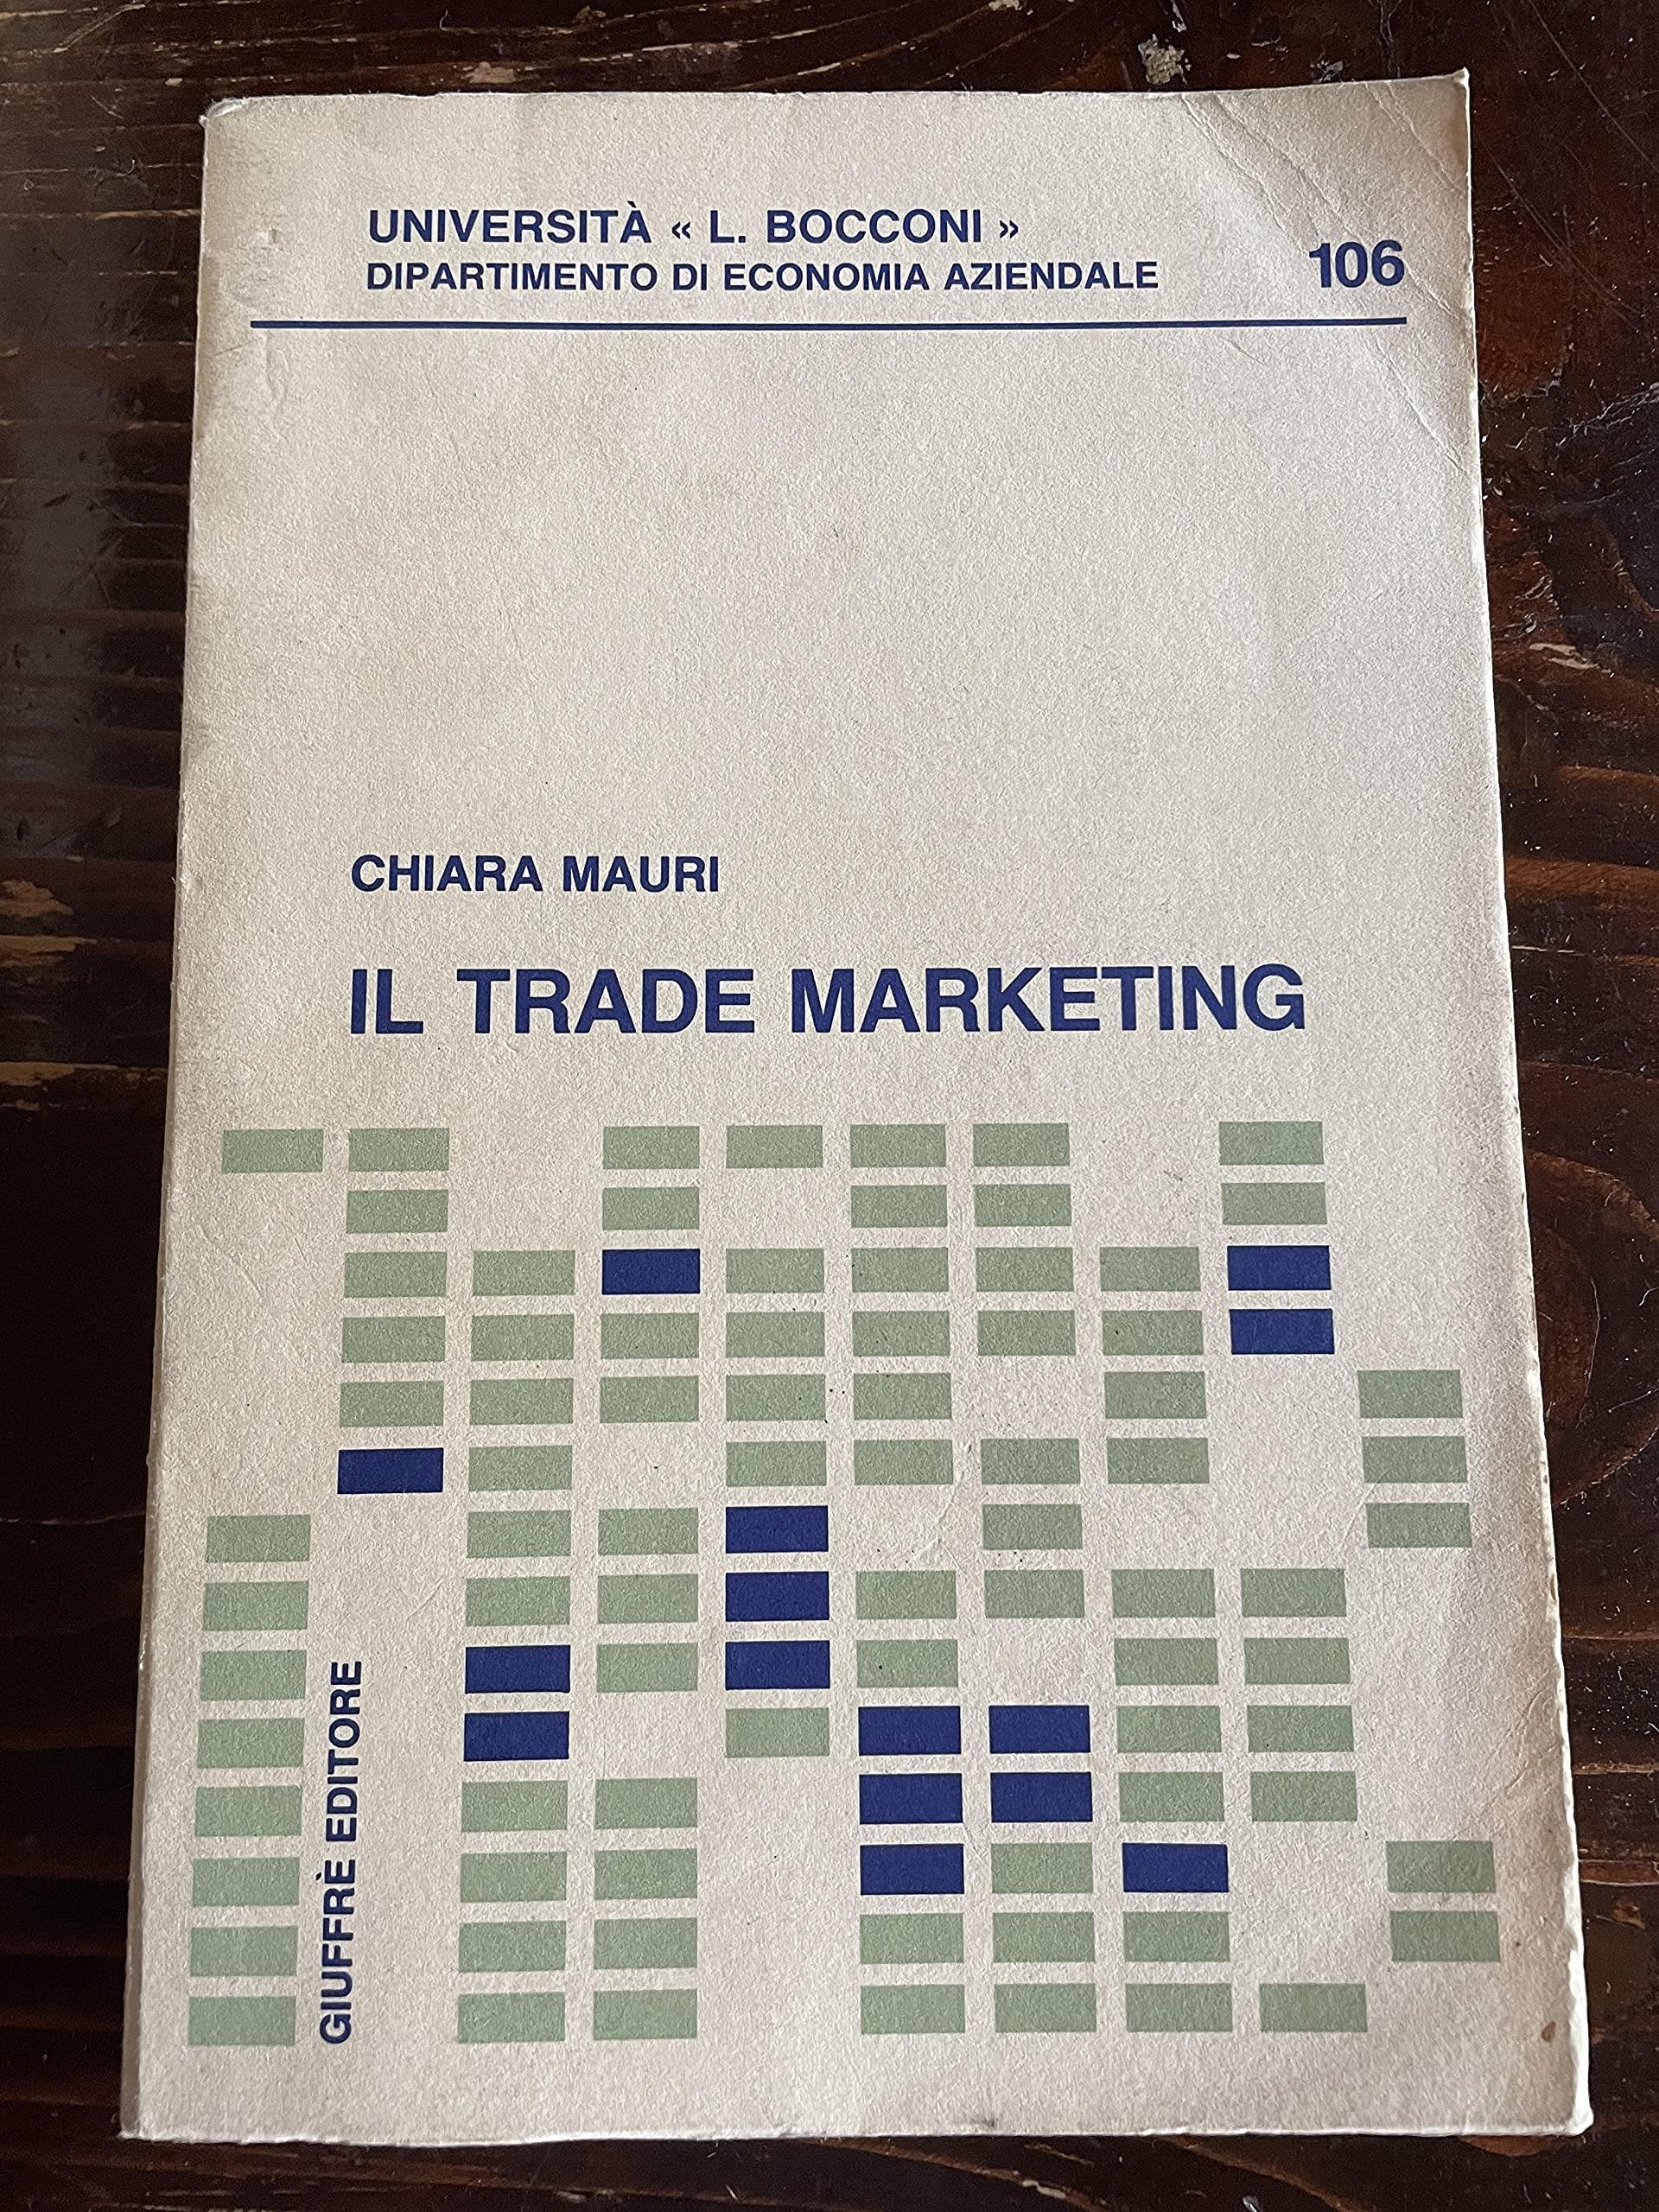 UNIVERSITÀ « L. BOCCONI »
DIPARTIMENTO DI ECONOMIA AZIENDALE
106
CHIARA MAURI
IL TRADE MARKETING
GIUFFRÈ EDITORE